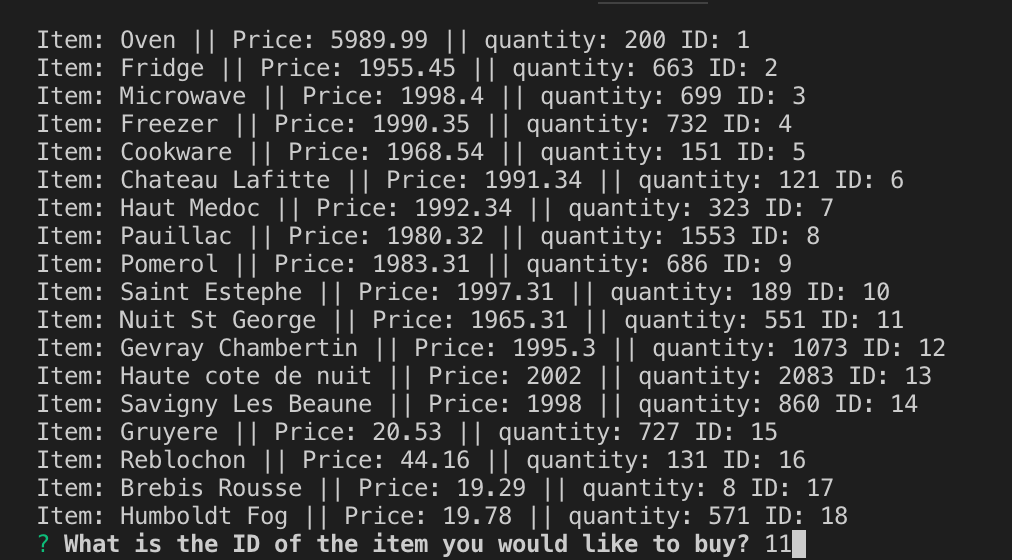 Item: Oven || Price: 5989.99 || quantity: 200 ID: 1
Item: Fridge || Price: 1955.45 || quantity: 663 ID: 2
Item: Microwave || Price: 1998.4 || quantity: 699 ID: 3
Item: Freezer || Price: 1990.35 || quantity: 732 ID: 4
Item: Cookware || Price: 1968.54 || quantity: 151 ID: 5
Item: Chateau Lafitte || Price: 1991.34 || quantity: 121 ID: 6
Item: Haut Medoc || Price: 1992.34 || quantity: 323 ID: 7
Item: Pauillac || Price: 1980.32 || quantity: 1553 ID: 8
Item: Pomerol || Price: 1983.31 || quantity: 686 ID: 9
Item: Saint Estephe || Price: 1997.31 || quantity: 189 ID: 10
Item: Nuit St George || Price: 1965.31 || quantity: 551 ID: 11
Item: Gevray Chambertin || Price: 1995.3 || quantity: 1073 ID: 12
Item: Haute cote de nuit || Price: 2002 || quantity: 2083 ID: 13
Item: Savigny Les Beaune || Price: 1998 || quantity: 860 ID: 14
Item: Gruyere || Price: 20.53 || quantity: 727 ID: 15
Item: Reblochon || Price: 44.16 || quantity: 131 ID: 16
Item: Brebis Rousse || Price: 19.29 || quantity: 8 ID: 17
Item: Humboldt Fog || Price: 19.78 || quantity: 571 ID: 18
? What is the ID of the item you would like to buy? 11